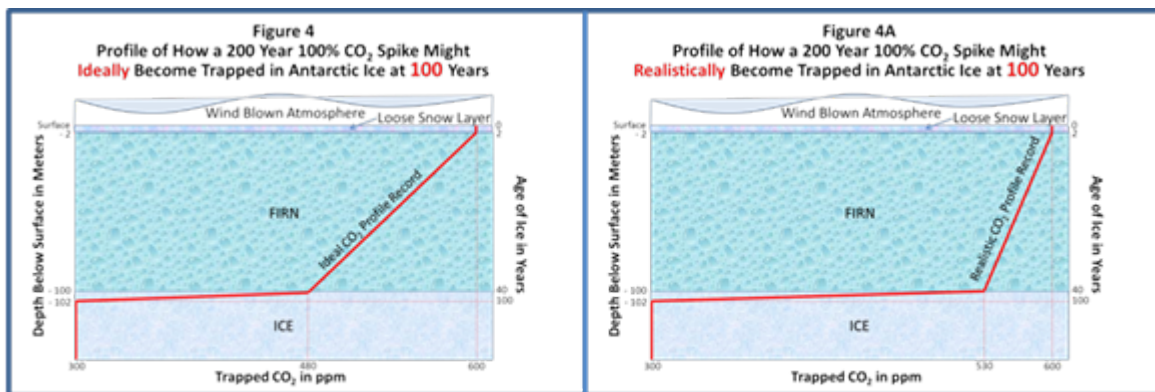 Figure 4
Profile of How a 200 Year 100% CO₂ Spike Might
Ideally Become Trapped in Antarctic Ice at 100 Years
Wind Blown Atmosphere
Loose Snow Layer
Surface
- 2
0
2
FIRN
Ideal CO₂ Profile Record
Depth Below Surface in Meters
Age of Ice in Years
- 100
- 102
40
100
ICE
300
480
600
Trapped CO₂ in ppm
Figure 4A
Profile of How a 200 Year 100% CO₂ Spike Might
Realistically Become Trapped in Antarctic Ice at 100 Years
Wind Blown Atmosphere
Loose Snow Layer
Surface
- 2
0
2
FIRN
Realistic CO₂ Profile Record
Depth Below Surface in Meters
Age of Ice in Years
- 100
- 102
40
100
ICE
300
530
600
Trapped CO₂ in ppm